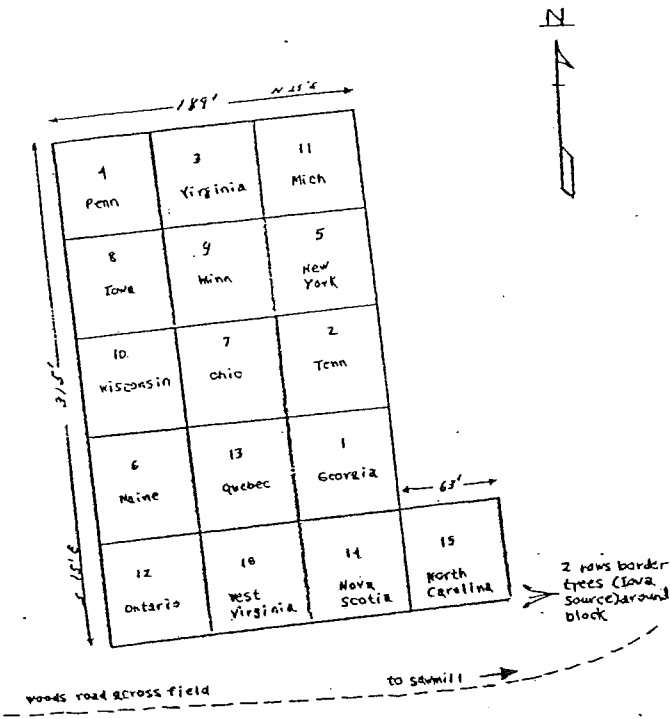 N
189'
4
Penn
3
Virginia
11
Mich
8
Iowa
9
Minn
5
New
York
10
Wisconsin
7
Ohio
2
Tenn
315'
6
Maine
13
Quebec
1
Georgia
63'
12
Ontario
16
West
Virginia
14
Nova
Scotia
15
North
Carolina
2 rows border
trees (Iowa
source) around
block
woods road across field
to sawmill